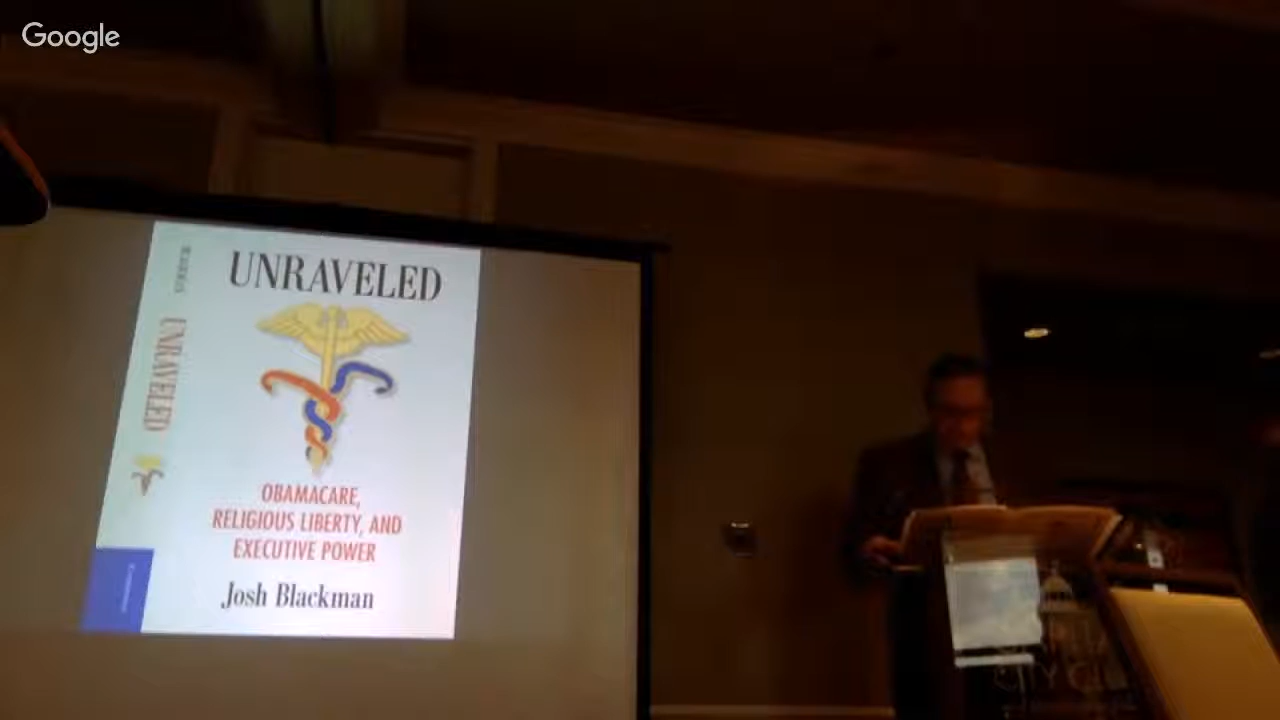 Google
UNRAVELED
UNRAVELED
OBAMACARE,
RELIGIOUS LIBERTY, AND
EXECUTIVE POWER
Josh Blackman